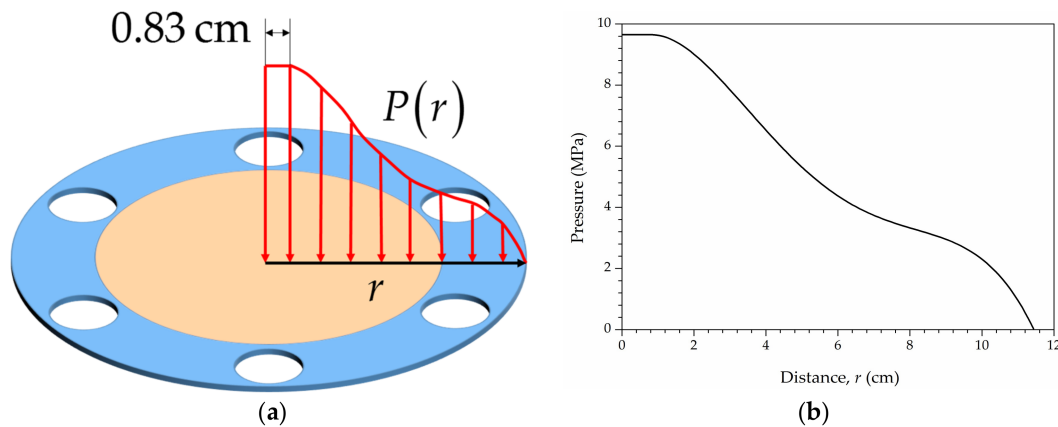 0.83 cm
P(r)
r
(a)
10
8
6
4
2
0
Pressure (MPa)
0 2 4 6 8 10 12
Distance, r (cm)
(b)